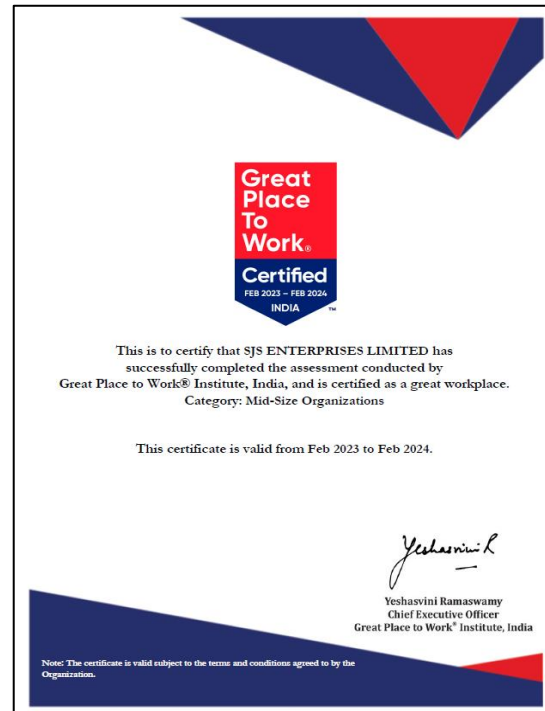 Great
Place
To
Work®
Certified
FEB 2023 – FEB 2024
INDIA ™
This is to certify that SJS ENTERPRISES LIMITED has
successfully completed the assessment conducted by
Great Place to Work® Institute, India, and is certified as a great workplace.
Category: Mid-Size Organizations
This certificate is valid from Feb 2023 to Feb 2024.
Yeshasvini R
Yeshasvini Ramaswamy
Chief Executive Officer
Great Place to Work® Institute, India
Note: The certificate is valid subject to the terms and conditions agreed to by the
Organization.